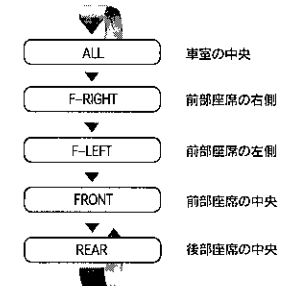 ALL 車室の中央
F-RIGHT 前部座席の右側
F-LEFT 前部座席の左側
FRONT 前部座席の中央
REAR 後部座席の中央